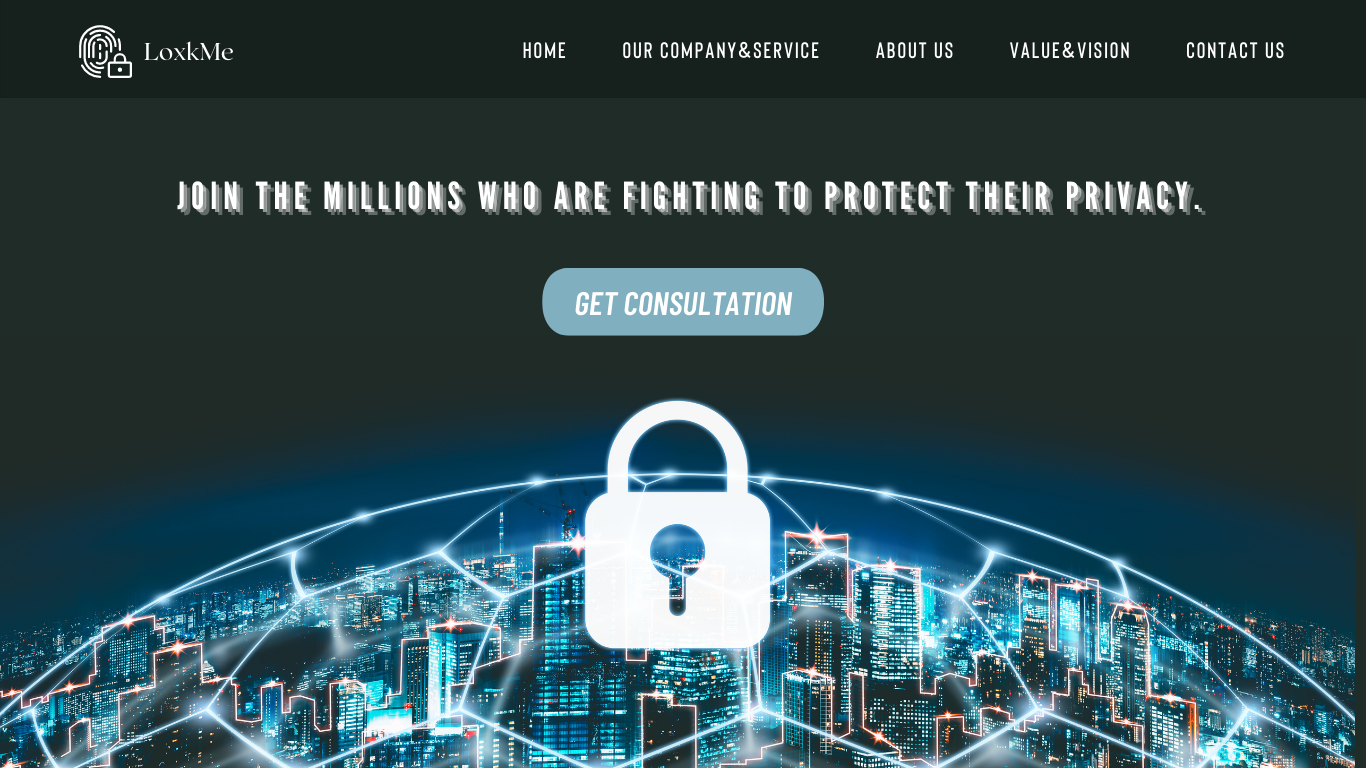 LoxkMe
HOME
OUR COMPANY&SERVICE
ABOUT US
VALUE&VISION
CONTACT US
JOIN THE MILLIONS WHO ARE FIGHTING TO PROTECT THEIR PRIVACY.
GET CONSULTATION